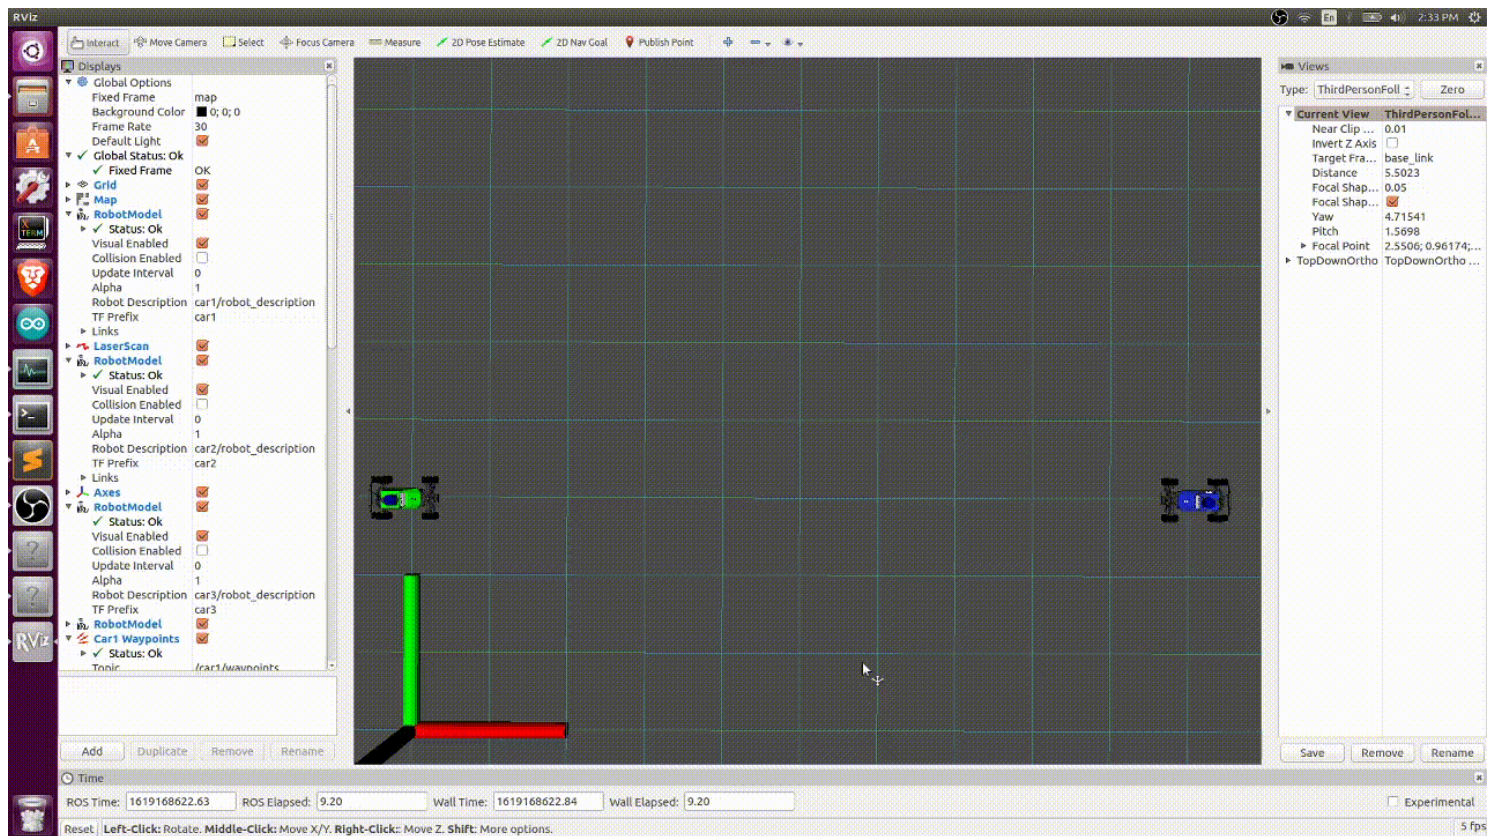 RViz
En
2:33 PM
Interact Move Camera Select Focus Camera Measure 2D Pose Estimate 2D Nav Goal Publish Point
Displays
Global Options
Fixed Frame map
Background Color 0; 0; 0
Frame Rate 30
Default Light
Global Status: Ok
Fixed Frame OK
Grid
Map
RobotModel
Status: Ok
Visual Enabled
Collision Enabled
Update Interval 0
Alpha 1
Robot Description car1/robot_description
TF Prefix car1
Links
LaserScan
RobotModel
Status: Ok
Visual Enabled
Collision Enabled
Update Interval 0
Alpha 1
Robot Description car2/robot_description
TF Prefix car2
Links
Axes
RobotModel
Status: Ok
Visual Enabled
Collision Enabled
Update Interval 0
Alpha 1
Robot Description car3/robot_description
TF Prefix car3
RobotModel
Car1 Waypoints
Status: Ok
Topic /car1/waypoints
Add Duplicate Remove Rename
Views
Type: ThirdPersonFoll Zero
Current View ThirdPersonFol...
Near Clip ... 0.01
Invert Z Axis
Target Fra... base_link
Distance 5.5023
Focal Shap... 0.05
Focal Shap...
Yaw 4.71541
Pitch 1.5698
Focal Point 2.5506; 0.96174;...
TopDownOrtho TopDownOrtho ...
Save Remove Rename
X TERM
RViz
Time
ROS Time: 1619168622.63 ROS Elapsed: 9.20 Wall Time: 1619168622.84 Wall Elapsed: 9.20 Experimental
Reset Left-Click: Rotate. Middle-Click: Move X/Y. Right-Click:: Move Z. Shift: More options. 5 fps